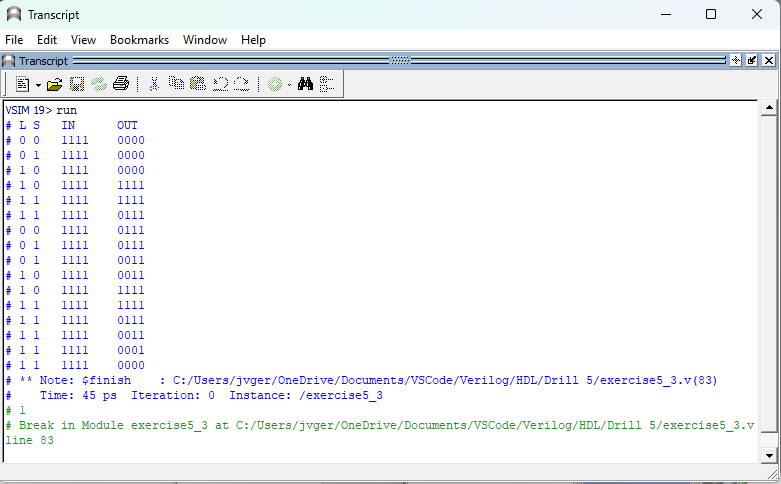 Transcript
File Edit View Bookmarks Window Help
Transcript
VSIM 19> run
# L S   IN      OUT
# 0 0   1111    0000
# 0 1   1111    0000
# 1 0   1111    0000
# 1 0   1111    1111
# 1 1   1111    1111
# 1 1   1111    0111
# 0 0   1111    0111
# 0 1   1111    0111
# 0 1   1111    0011
# 1 0   1111    0011
# 1 0   1111    1111
# 1 1   1111    1111
# 1 1   1111    0111
# 1 1   1111    0011
# 1 1   1111    0001
# 1 1   1111    0000
# ** Note: $finish    : C:/Users/jvger/OneDrive/Documents/VSCode/Verilog/HDL/Drill 5/exercise5_3.v(83)
#    Time: 45 ps  Iteration: 0  Instance: /exercise5_3
# 1
# Break in Module exercise5_3 at C:/Users/jvger/OneDrive/Documents/VSCode/Verilog/HDL/Drill 5/exercise5_3.v
line 83